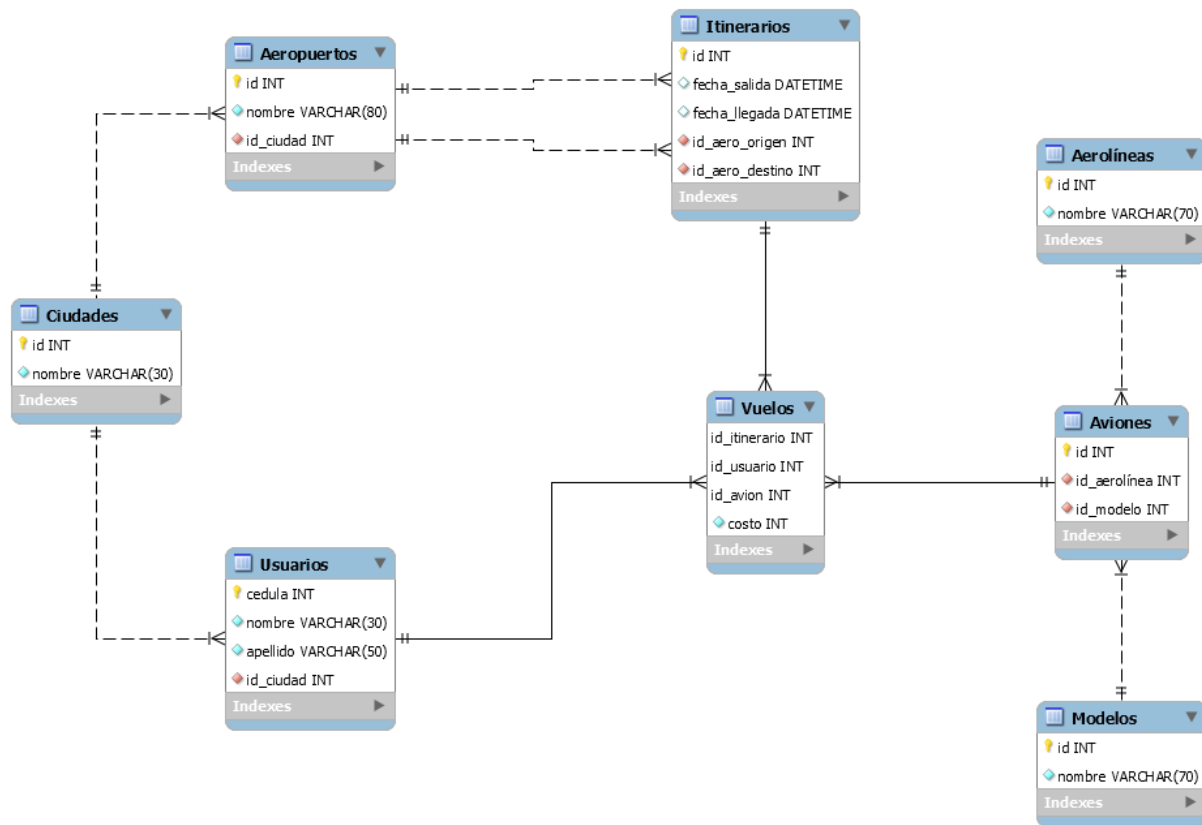 Aeropuertos
id INT
nombre VARCHAR(80)
id_ciudad INT
Indexes
Itinerarios
id INT
fecha_salida DATETIME
fecha_llegada DATETIME
id_aero_origen INT
id_aero_destino INT
Indexes
Aerolíneas
id INT
nombre VARCHAR(70)
Indexes
Ciudades
id INT
nombre VARCHAR(30)
Indexes
Vuelos
id_itinerario INT
id_usuario INT
id_avion INT
costo INT
Indexes
Aviones
id INT
id_aerolínea INT
id_modelo INT
Indexes
Usuarios
cedula INT
nombre VARCHAR(30)
apellido VARCHAR(50)
id_ciudad INT
Indexes
Modelos
id INT
nombre VARCHAR(70)
Indexes